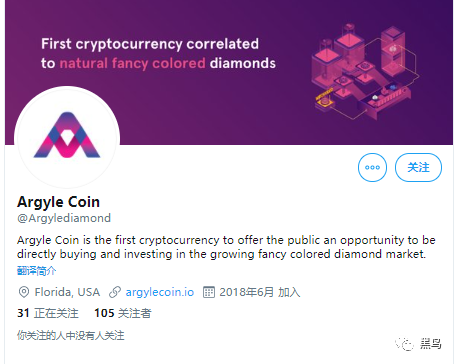 First cryptocurrency correlated
to natural fancy colored diamonds
关注
Argyle Coin
@Argylediamond
Argyle Coin is the first cryptocurrency to offer the public an opportunity to be
directly buying and investing in the growing fancy colored diamond market.
翻译简介
Florida, USA argylecoin.io 2018年6月 加入
31 正在关注 105 关注者
你关注的人中没有人关注
黑鸟